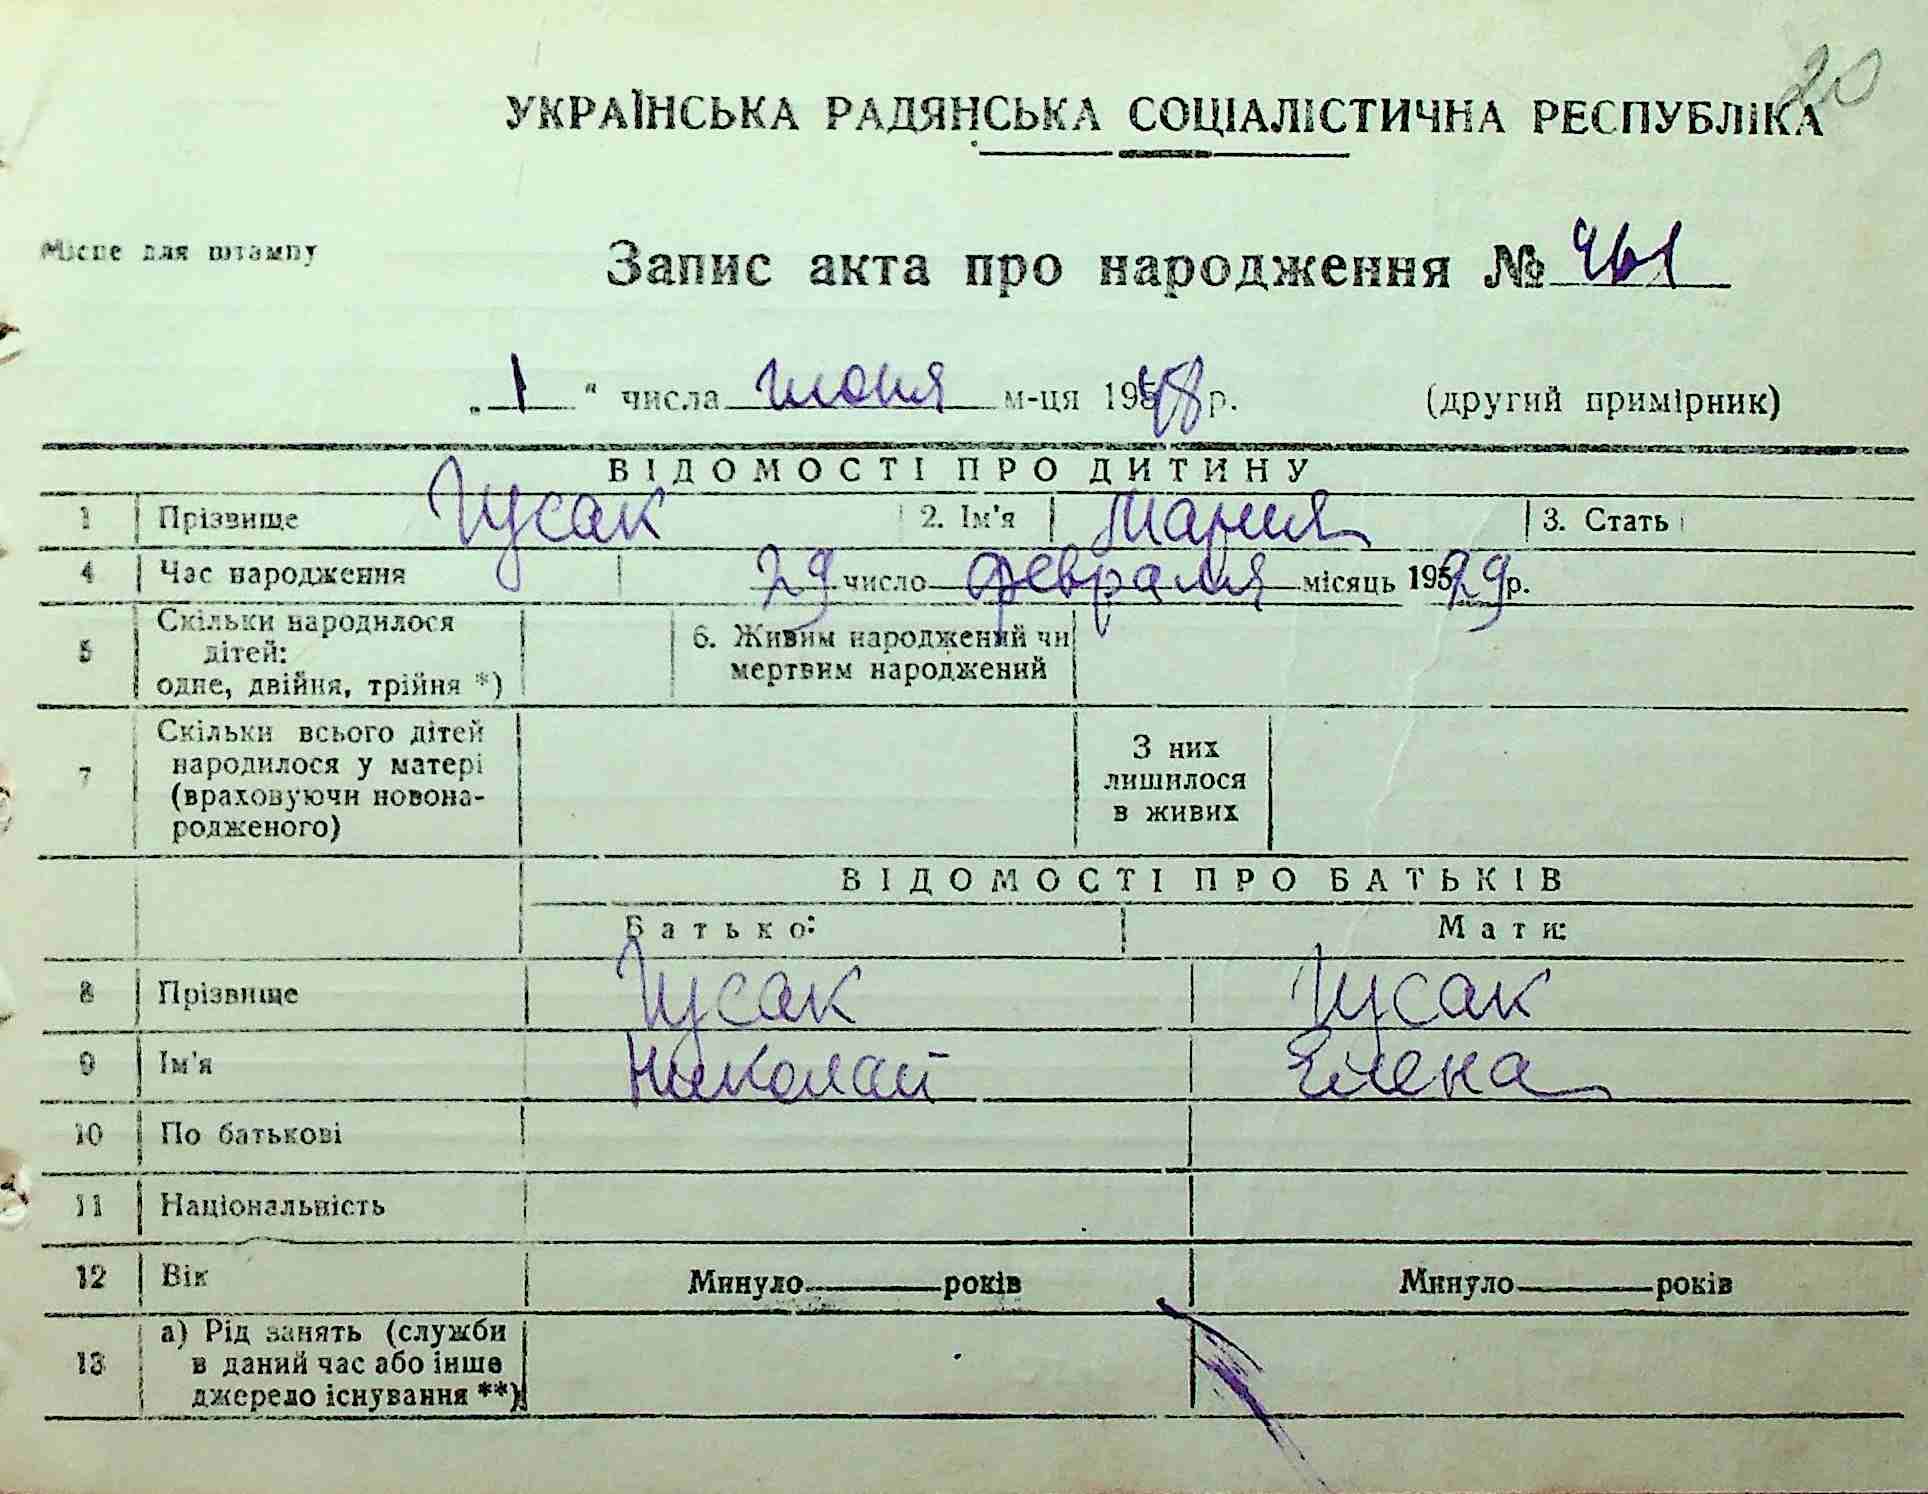 20
УКРАЇНСЬКА РАДЯНСЬКА СОЦІАЛІСТИЧНА РЕСПУБЛІКА
Місце для штампу
Запис акта про народження № 461
„1“ числа июня м-ця 1948 р. (другий примірник)
ВІДОМОСТІ ПРО ДИТИНУ
1 Прізвище Гусак 2. Ім'я Мария 3. Стать
4 Час народження 29 число февраля місяць 1929 р.
5 Скільки народилося дітей: одне, двійня, трійня *) 6. Живим народжений чи мертвим народжений
7 Скільки всього дітей народилося у матері (враховуючи новона-родженого) З них лишилося в живих
ВІДОМОСТІ ПРО БАТЬКІВ
Батько: Мати:
8 Прізвище Гусак Гусак
9 Ім'я Николай Елена
10 По батькові
11 Національність
12 Вік Минуло років Минуло років
13 а) Рід занять (служби в даний час або інше джерело існування **)